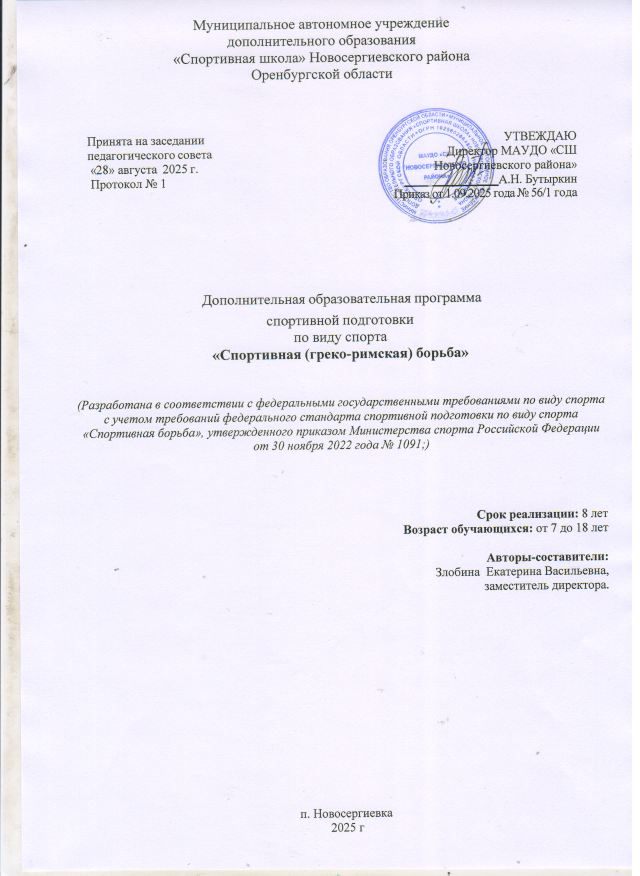 Муниципальное автономное учреждение
дополнительного образования
«Спортивная школа» Новосергиевского района
Оренбургской области
Принята на заседании
педагогического совета
«28» августа 2025 г.
Протокол № 1
УТВЕЖДАЮ
Директор МАУДО «СШ
Новосергиевского района»
А.Н. Бутыркин
Приказ от 1.09.2025 года № 56/1 года
Дополнительная образовательная программа
спортивной подготовки
по виду спорта
«Спортивная (греко-римская) борьба»
(Разработана в соответствии с федеральными государственными требованиями по виду спорта
с учетом требований федерального стандарта спортивной подготовки по виду спорта
«Спортивная борьба», утвержденного приказом Министерства спорта Российской Федерации
от 30 ноября 2022 года № 1091;)
Срок реализации: 8 лет
Возраст обучающихся: от 7 до 18 лет
Авторы-составители:
Злобина Екатерина Васильевна,
заместитель директора.
п. Новосергиевка
2025 г